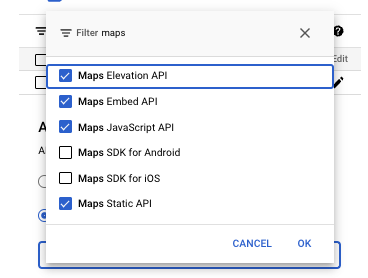 Filter maps
Edit
Maps Elevation API
Maps Embed API
Maps JavaScript API
Maps SDK for Android
Maps SDK for iOS
Maps Static API
CANCEL OK